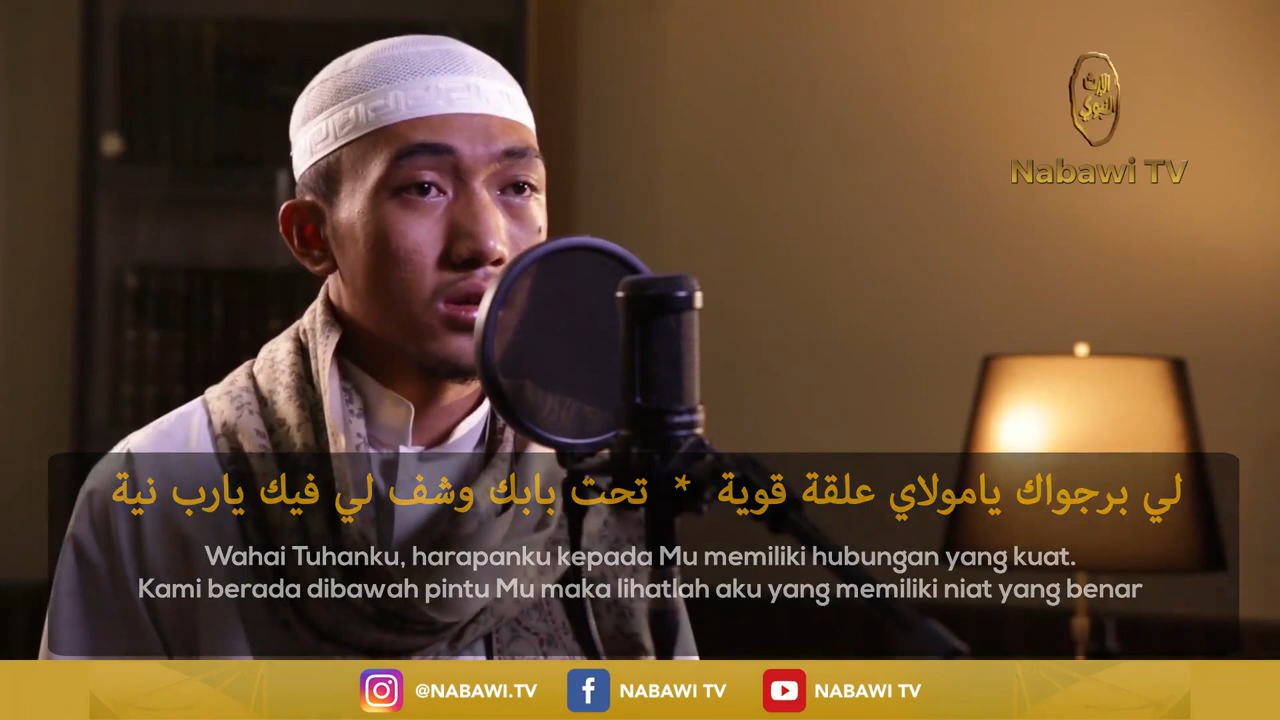 الإرث
النبوي
Nabawi TV
لي برجواك يامولاي علقة قوية * تحت بابك وشف لي فيك يارب نية
Wahai Tuhanku, harapanku kepada Mu memiliki hubungan yang kuat.
Kami berada dibawah pintu Mu maka lihatlah aku yang memiliki niat yang benar
@NABAWI.TV NABAWI TV NABAWI TV